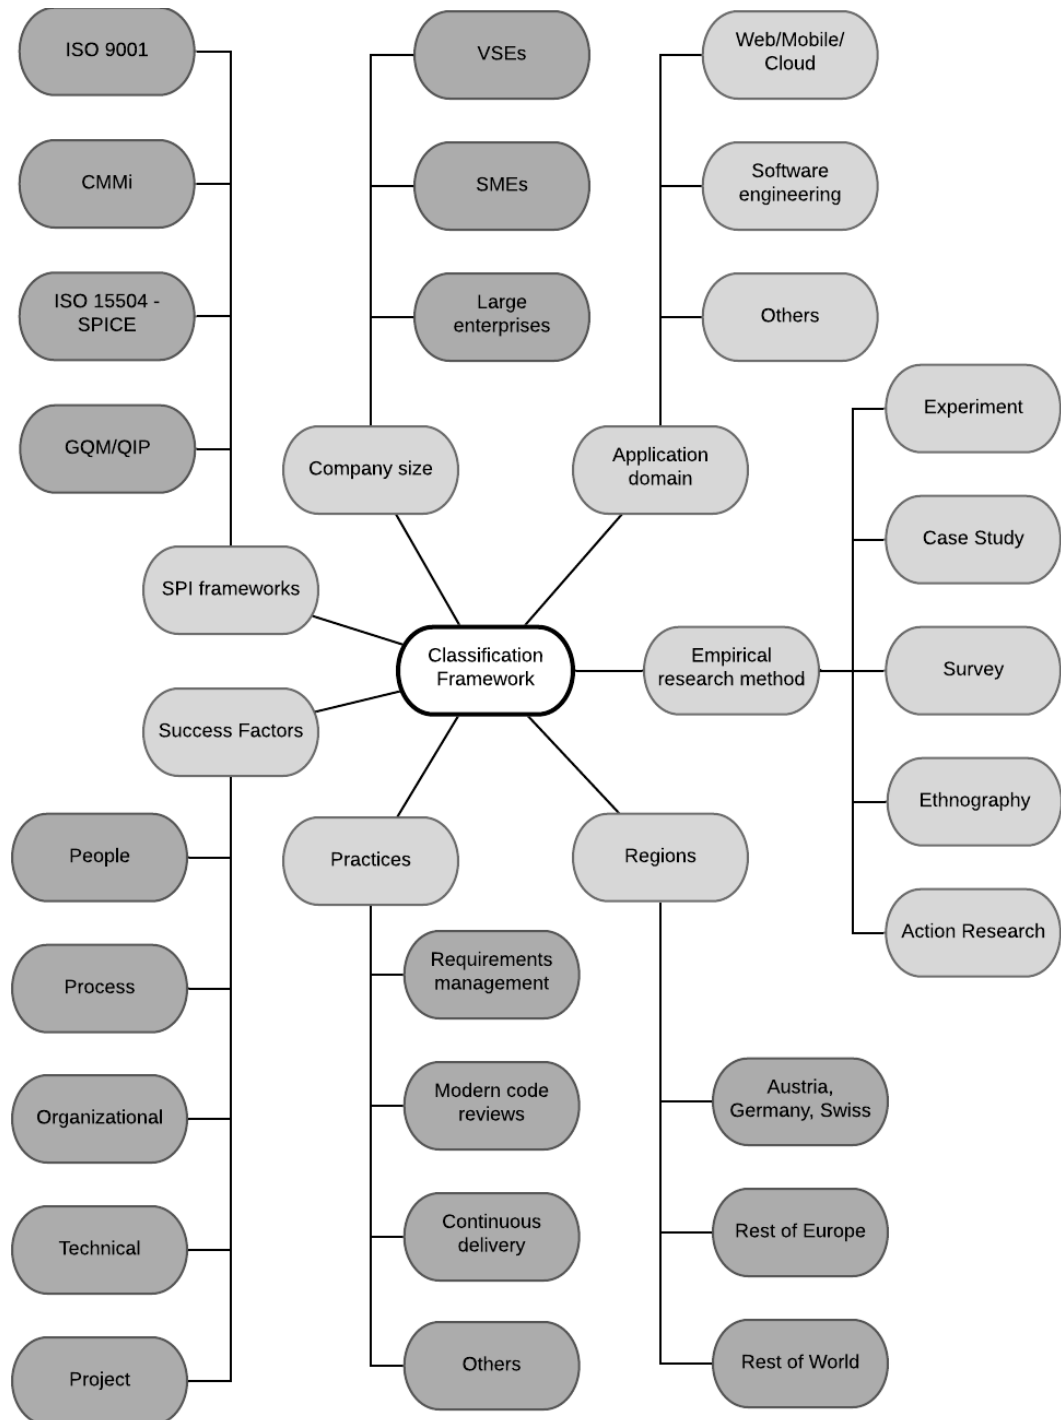 ISO 9001
CMMi
ISO 15504 -
SPICE
GQM/QIP
SPI frameworks
VSEs
SMEs
Large
enterprises
Company size
Web/Mobile/
Cloud
Software
engineering
Others
Application
domain
Classification
Framework
Empirical
research method
Experiment
Case Study
Survey
Ethnography
Action Research
Success Factors
People
Process
Organizational
Technical
Project
Practices
Requirements
management
Modern code
reviews
Continuous
delivery
Others
Regions
Austria,
Germany, Swiss
Rest of Europe
Rest of World